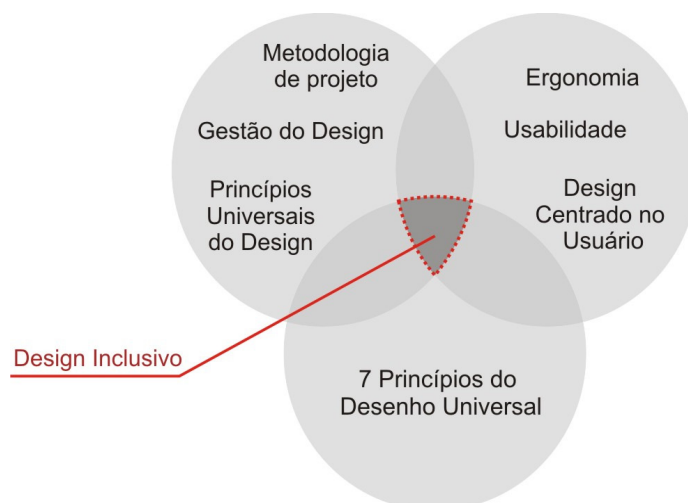 Metodologia
de projeto
Gestão do Design
Princípios
Universais
do Design
Ergonomia
Usabilidade
Design
Centrado no
Usuário
Design Inclusivo
7 Princípios do
Desenho Universal